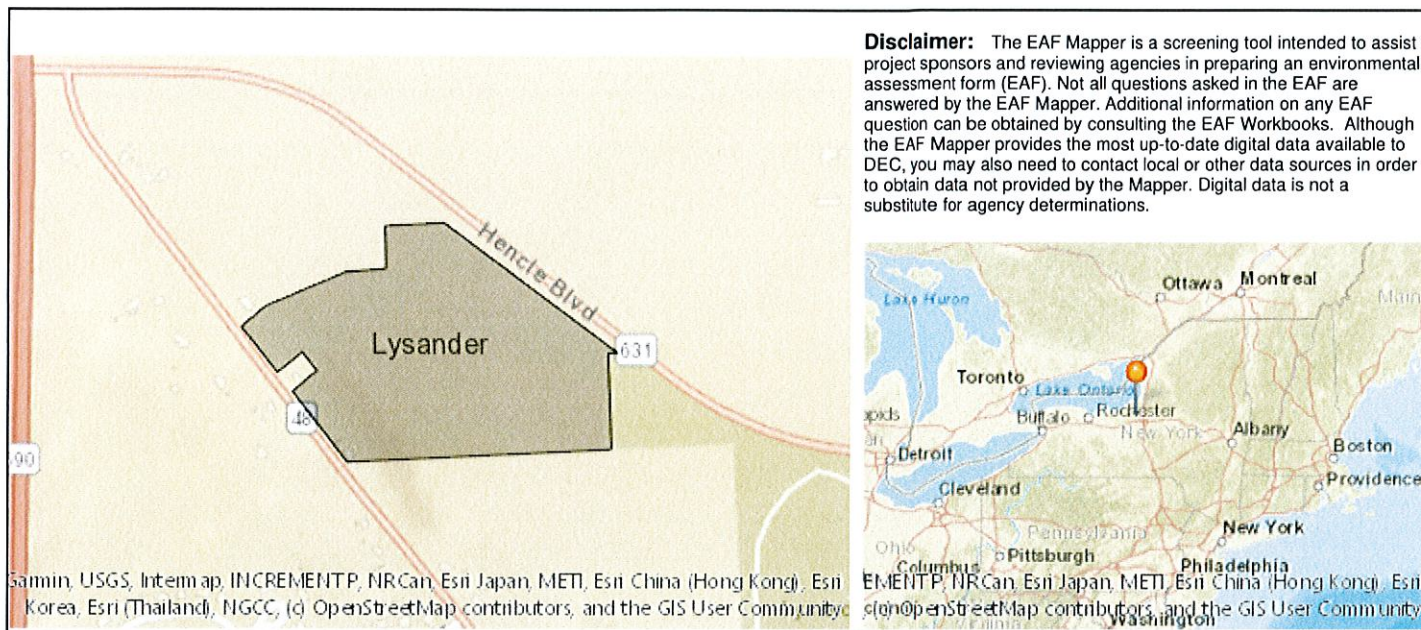 Disclaimer: The EAF Mapper is a screening tool intended to assist
project sponsors and reviewing agencies in preparing an environmental
assessment form (EAF). Not all questions asked in the EAF are
answered by the EAF Mapper. Additional information on any EAF
question can be obtained by consulting the EAF Workbooks. Although
the EAF Mapper provides the most up-to-date digital data available to
DEC, you may also need to contact local or other data sources in order
to obtain data not provided by the Mapper. Digital data is not a
substitute for agency determinations.
Hencle Blvd
Lysander
631
48
90
Garmin, USGS, Intermap, INCREMENT P, NRCan, Esri Japan, METI, Esri China (Hong Kong), Esri
Korea, Esri (Thailand), NGCC, (c) OpenStreetMap contributors, and the GIS User Community
Ottawa
Montreal
Lake Huron
Toronto
Lake Ontario
Rochester
Buffalo
New York
Albany
Detroit
Boston
Providence
Cleveland
Pennsylvania
New York
Ohio
Pittsburgh
Columbus
Philadelphia
EMENT P, NRCan, Esri Japan, METI, Esri China (Hong Kong), Esri
OpenStreetMap contributors, and the GIS User Community
Washington